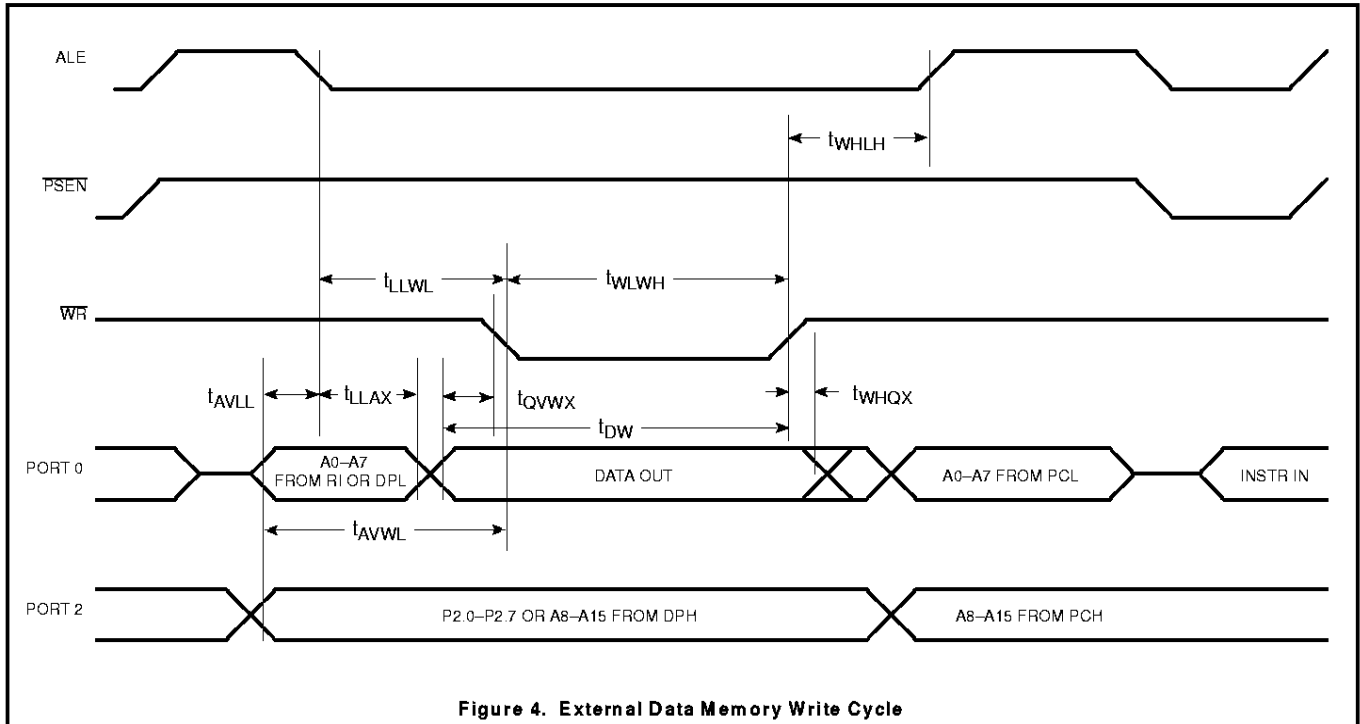 ALE
tWHLH
PSEN
tLLWL
tWLWH
WR
tAVLL
tLLAX
tQVWX
tWHQX
tDW
PORT 0
A0–A7
FROM RI OR DPL
DATA OUT
A0–A7 FROM PCL
INSTR IN
tAVWL
PORT 2
P2.0–P2.7 OR A8–A15 FROM DPH
A8–A15 FROM PCH
Figure 4. External Data Memory Write Cycle